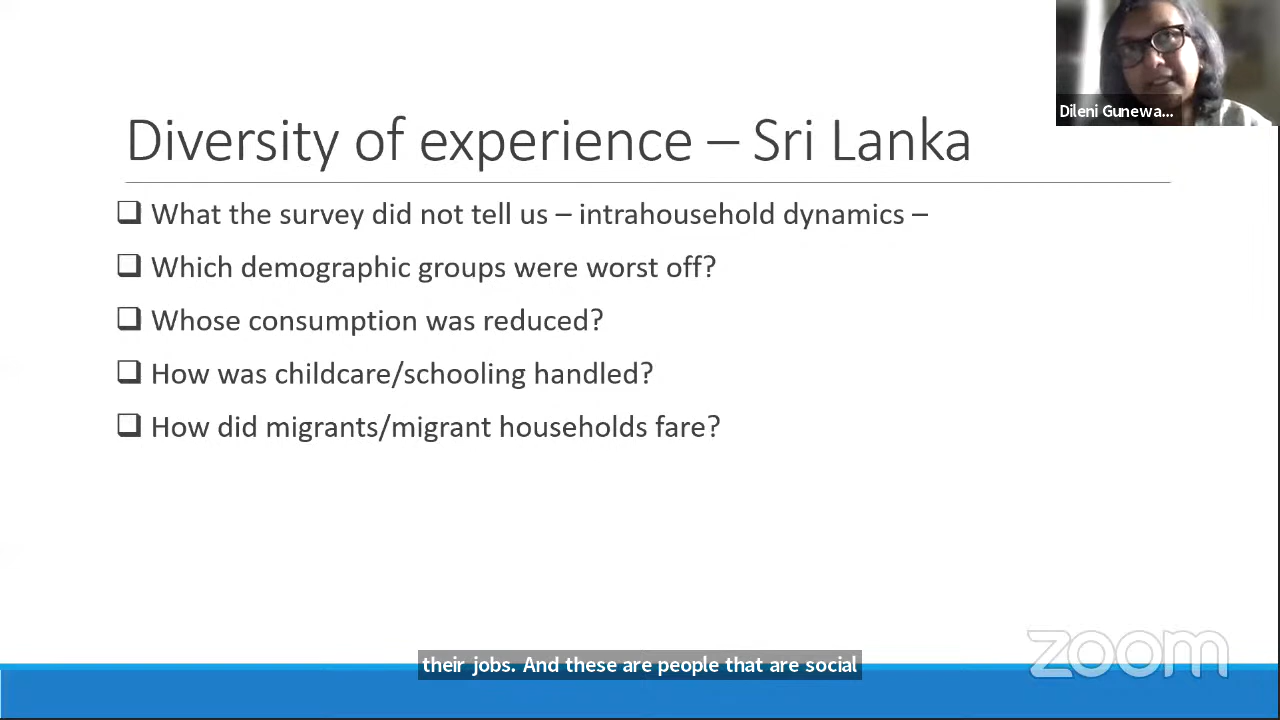 Dileni Gunewa...
Diversity of experience – Sri Lanka
What the survey did not tell us – intrahousehold dynamics –
Which demographic groups were worst off?
Whose consumption was reduced?
How was childcare/schooling handled?
How did migrants/migrant households fare?
zoom
their jobs. And these are people that are social